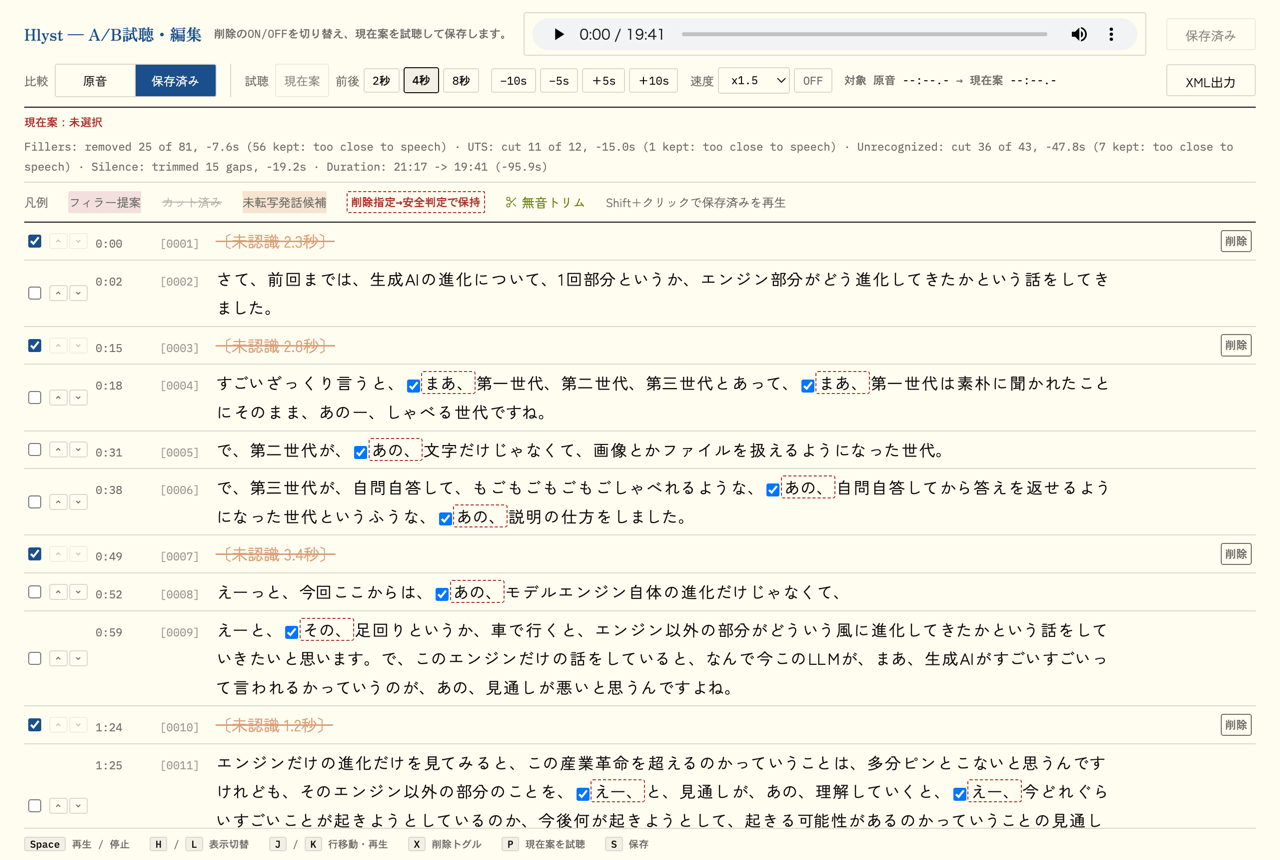 Hlyst — A/B試聴・編集 削除のON/OFFを切り替え、現在案を試聴して保存します。 0:00 / 19:41 保存済み
比較 原音 保存済み 試聴 現在案 前後 2秒 4秒 8秒 −10s −5s +5s +10s 速度 x1.5 OFF 対象 原音 --:--.- → 現在案 --:--.- XML出力
現在案：未選択
Fillers: removed 25 of 81, -7.6s (56 kept: too close to speech) · UTS: cut 11 of 12, -15.0s (1 kept: too close to speech) · Unrecognized: cut 36 of 43, -47.8s (7 kept: too close to
speech) · Silence: trimmed 15 gaps, -19.2s · Duration: 21:17 -> 19:41 (-95.9s)
凡例 フィラー提案 カット済み 未転写発話候補 削除指定→安全判定で保持 ✂ 無音トリム Shift+クリックで保存済みを再生
0:00 [0001] 〔未認識 2.3秒〕 削除
0:02 [0002] さて、前回までは、生成AIの進化について、1回部分というか、エンジン部分がどう進化してきたかという話をしてき
ました。
0:15 [0003] 〔未認識 2.8秒〕 削除
0:18 [0004] すごいざっくり言うと、まあ、第一世代、第二世代、第三世代とあって、まあ、第一世代は素朴に聞かれたこと
にそのまま、あのー、しゃべる世代ですね。
0:31 [0005] で、第二世代が、あの、文字だけじゃなくて、画像とかファイルを扱えるようになった世代。
0:38 [0006] で、第三世代が、自問自答して、もごもごもごもごしゃべれるような、あの、自問自答してから答えを返せるよう
になった世代というふうな、あの、説明の仕方をしました。
0:49 [0007] 〔未認識 3.4秒〕 削除
0:52 [0008] えーっと、今回ここからは、あの、モデルエンジン自体の進化だけじゃなくて、
0:59 [0009] えーと、その、足回りというか、車で行くと、エンジン以外の部分がどういう風に進化してきたかという話をして
いきたいと思います。で、このエンジンだけの話をしていると、なんで今このLLMが、まあ、生成AIがすごいすごいっ
て言われるかっていうのが、あの、見通しが悪いと思うんですよね。
1:24 [0010] 〔未認識 1.2秒〕 削除
1:25 [0011] エンジンだけの進化だけを見てみると、この産業革命を超えるのかっていうことは、多分ピンとこないと思うんです
けれども、そのエンジン以外の部分のことを、えー、と、見通しが、あの、理解していくと、えー、今どれぐら
いすごいことが起きようとしているのか、今後何が起きようとして、起きる可能性があるのかっていうことの見通し
Space 再生 / 停止 H / L 表示切替 J / K 行移動・再生 X 削除トグル P 現在案を試聴 S 保存